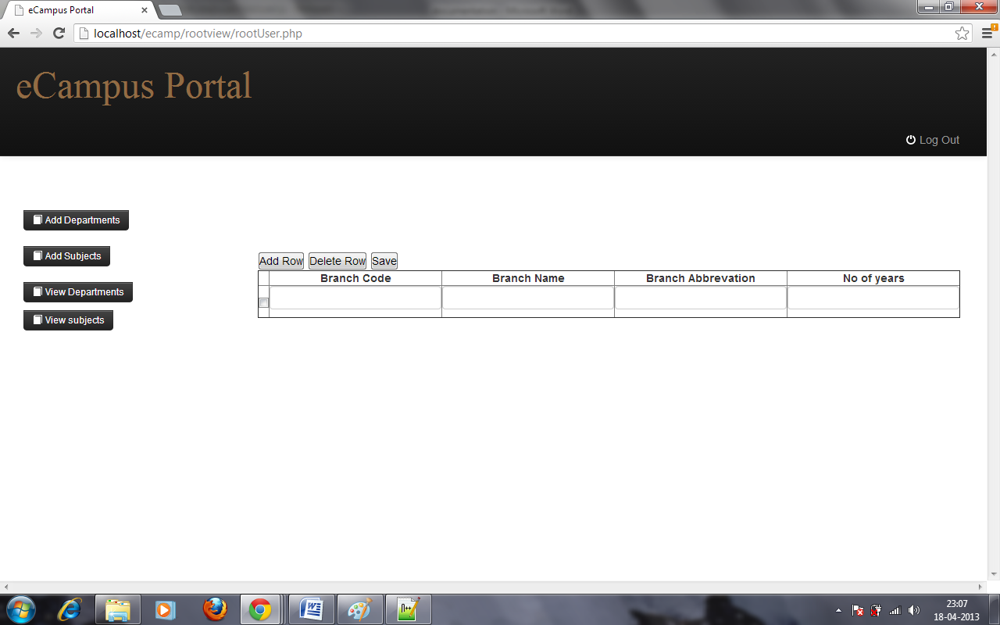 eCampus Portal
localhost/ecamp/rootview/rootUser.php
eCampus Portal
Log Out
Add Departments
Add Subjects
View Departments
View subjects
Add Row Delete Row Save
Branch Code Branch Name Branch Abbrevation No of years
23:07
18-04-2013